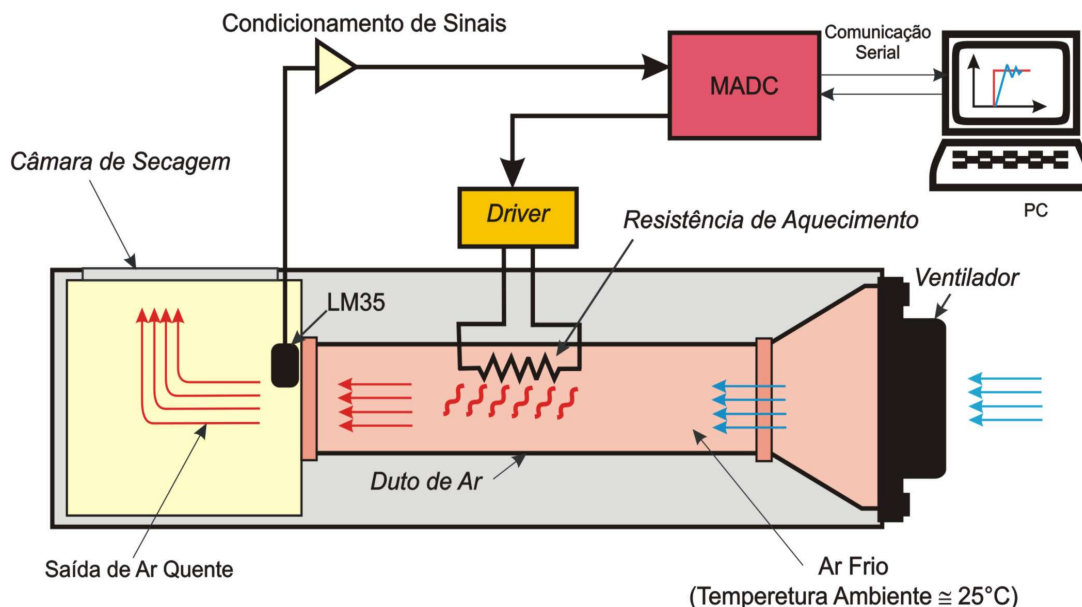 Condicionamento de Sinais
Comunicação
Serial
MADC
Câmara de Secagem
Driver
Resistência de Aquecimento
PC
Ventilador
LM35
Duto de Ar
Saída de Ar Quente
Ar Frio
(Temperetura Ambiente ≅ 25°C)